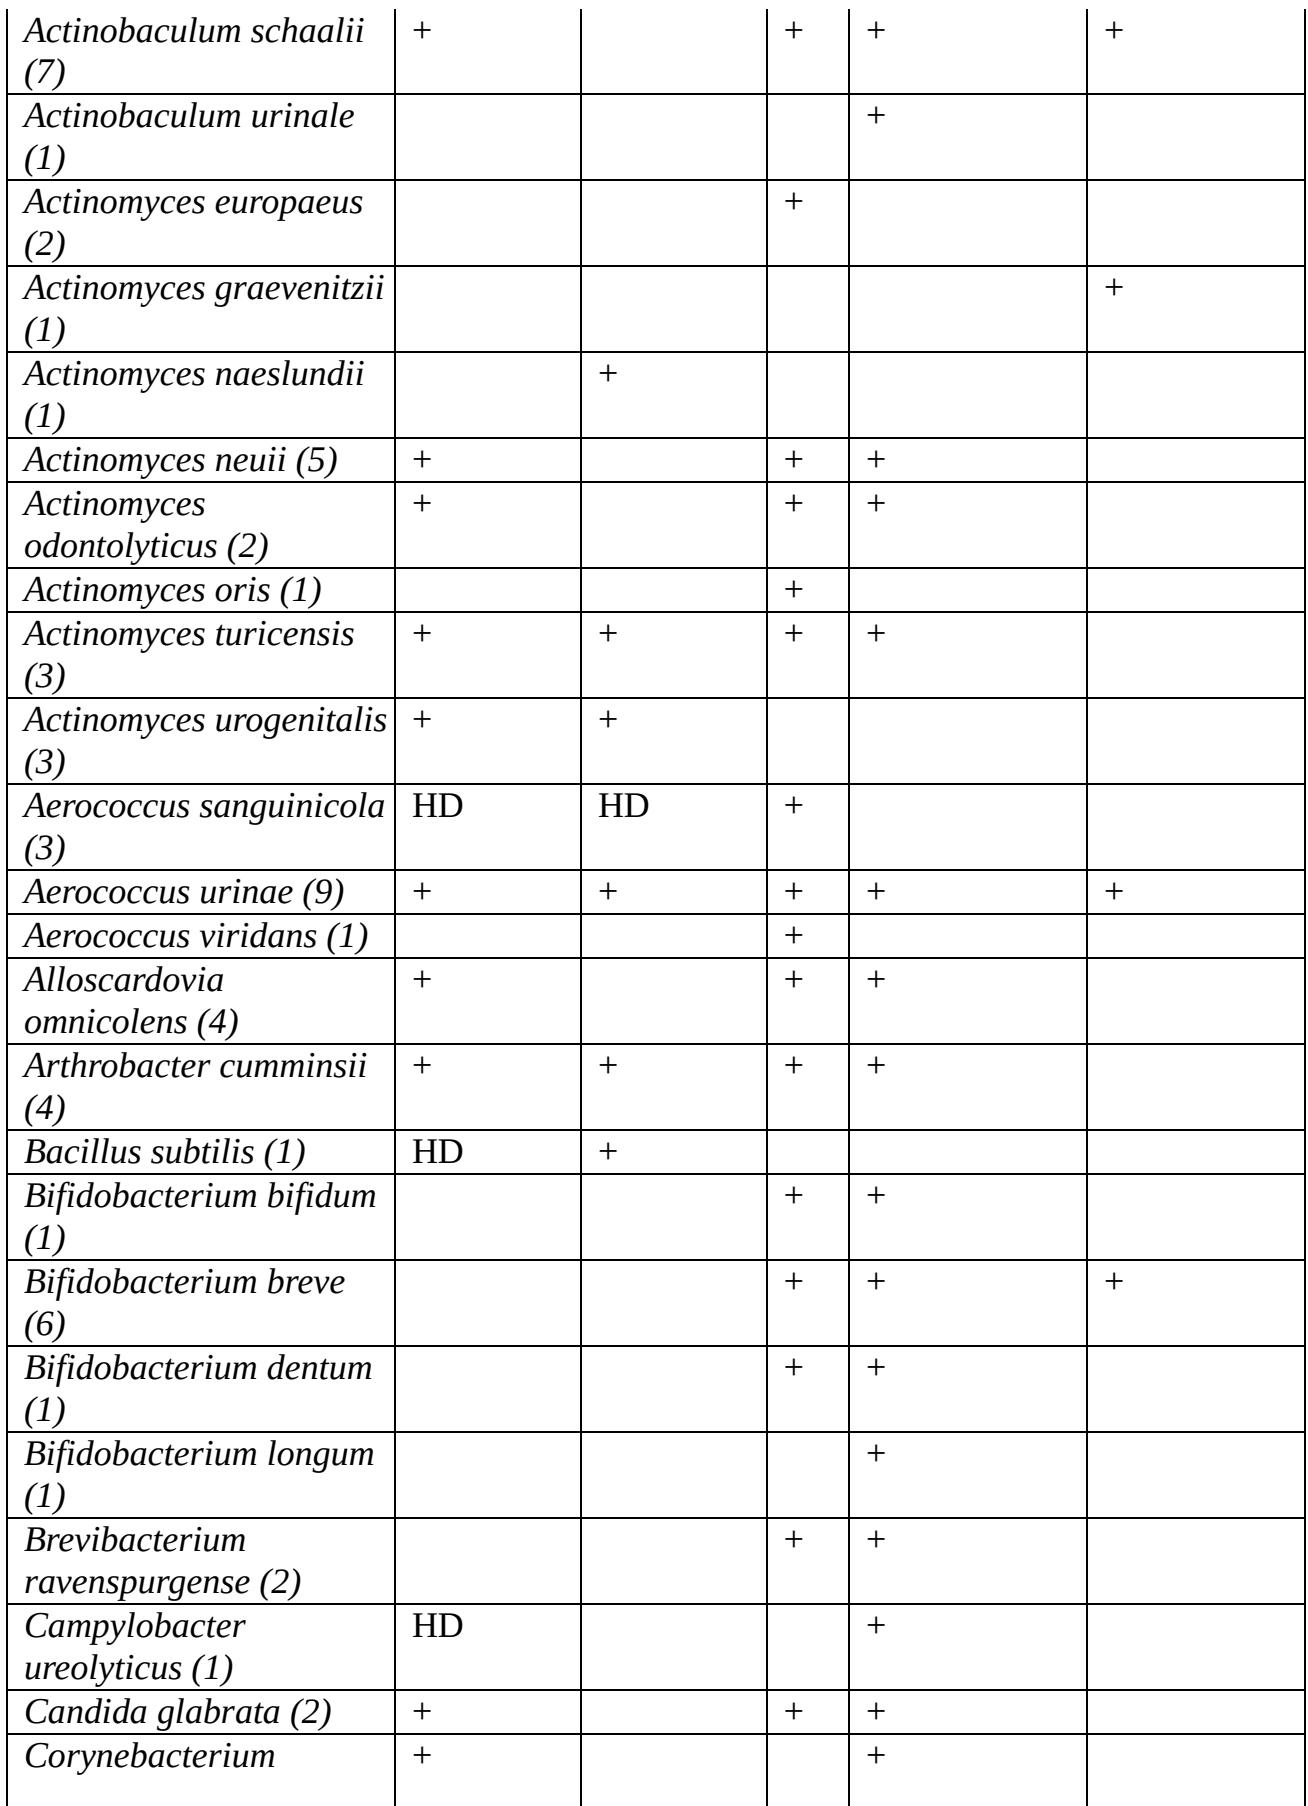 Actinobaculum schaalii + + + +
(7)
Actinobaculum urinale +
(1)
Actinomyces europaeus +
(2)
Actinomyces graevenitzii +
(1)
Actinomyces naeslundii +
(1)
Actinomyces neuii (5) + + +
Actinomyces + + +
odontolyticus (2)
Actinomyces oris (1) +
Actinomyces turicensis + + + +
(3)
Actinomyces urogenitalis + +
(3)
Aerococcus sanguinicola HD HD +
(3)
Aerococcus urinae (9) + + + + +
Aerococcus viridans (1) +
Alloscardovia + + +
omnicolens (4)
Arthrobacter cumminsii + + + +
(4)
Bacillus subtilis (1) HD +
Bifidobacterium bifidum + +
(1)
Bifidobacterium breve + + +
(6)
Bifidobacterium dentum + +
(1)
Bifidobacterium longum +
(1)
Brevibacterium + +
ravenspurgense (2)
Campylobacter HD +
ureolyticus (1)
Candida glabrata (2) + + +
Corynebacterium + +